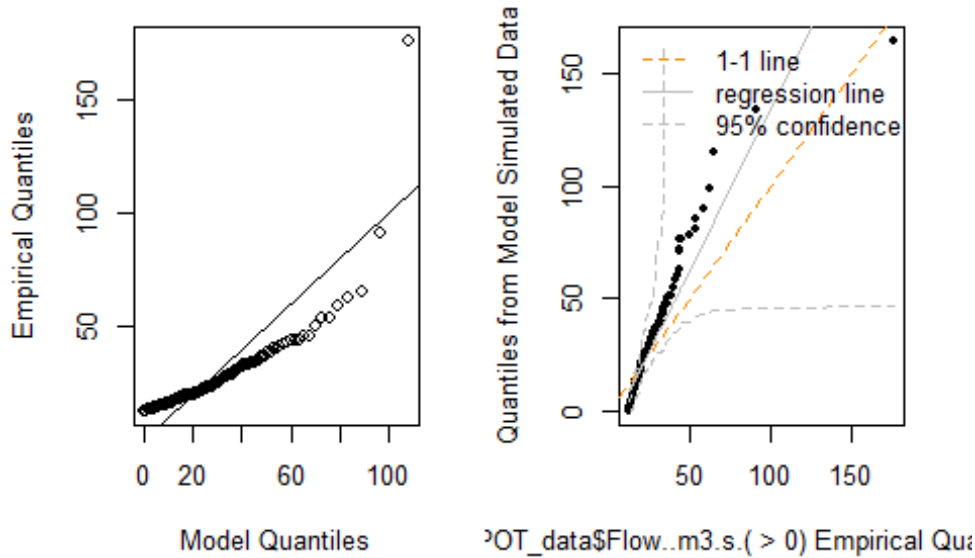 Empirical Quantiles
150
100
50
0
20
60
100
Model Quantiles
Quantiles from Model Simulated Data
150
100
50
0
1-1 line
regression line
95% confidence
50
100
150
POT_data$Flow..m3.s.( > 0) Empirical Qua